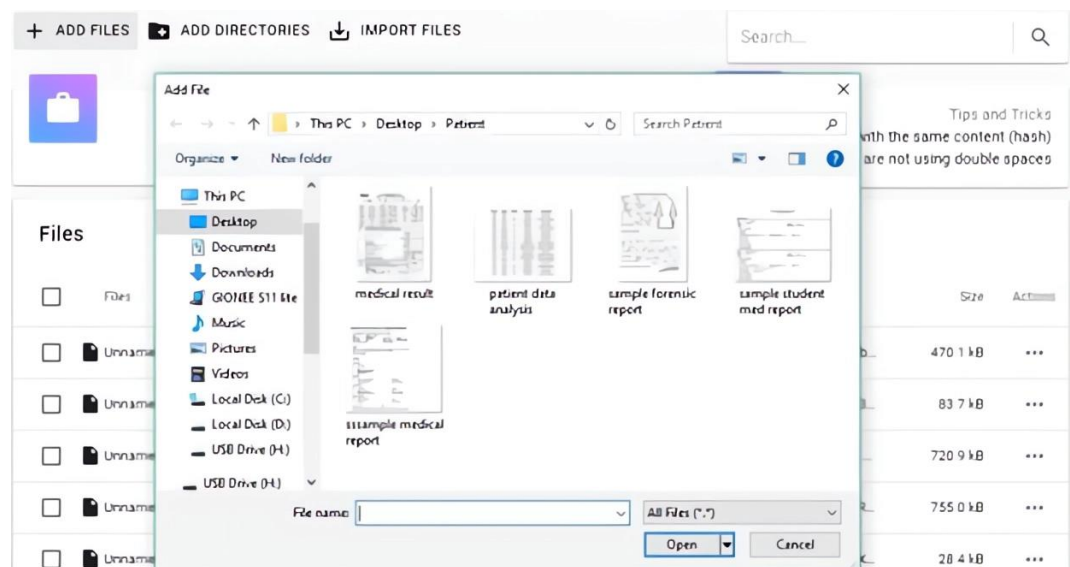 ADD FILES ADD DIRECTORIES IMPORT FILES Search...
Add File
Tips and Tricks
This PC Desktop Patient Search Patient
with the same content (hash)
Organize New folder
are not using double spaces
This PC
Desktop
Files
Documents
Downloads
GIONEE S11 lite
Files
Size
Music
Pictures
Videos
Local Disk (C:)
Local Disk (D:)
USB Drive (H:)
USB Drive (H:)
medical result
patient data
analysis
sample forensic
report
sample student
med report
sssample medical
report
Unname 470.1 kB
Unname 83.7 kB
Unname 720.9 kB
Unname 755.0 kB
Unname 28.4 kB
File name: All Files (*.*)
Open Cancel